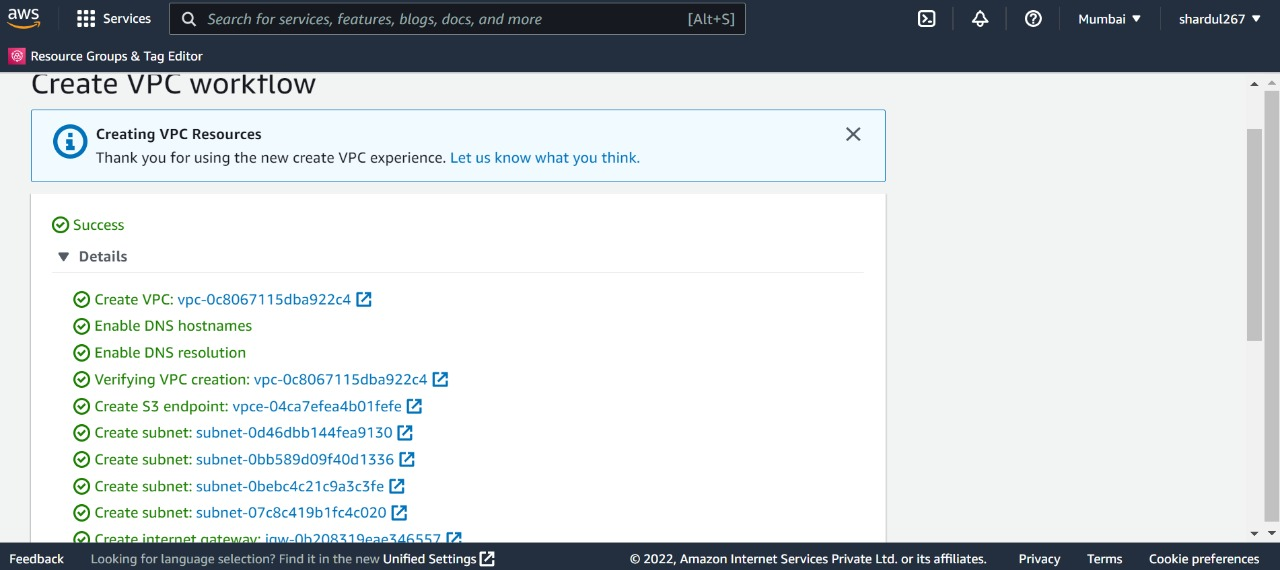 aws
Services
Search for services, features, blogs, docs, and more [Alt+S]
Mumbai ▼
shardul267 ▼
Resource Groups & Tag Editor
Create VPC workflow
Creating VPC Resources
Thank you for using the new create VPC experience. Let us know what you think.
Success
Details
Create VPC: vpc-0c8067115dba922c4
Enable DNS hostnames
Enable DNS resolution
Verifying VPC creation: vpc-0c8067115dba922c4
Create S3 endpoint: vpce-04ca7efea4b01fefe
Create subnet: subnet-0d46dbb144fea9130
Create subnet: subnet-0bb589d09f40d1336
Create subnet: subnet-0bebc4c21c9a3c3fe
Create subnet: subnet-07c8c419b1fc4c020
Create internet gateway: igw-0b208319eae346557
Feedback
Looking for language selection? Find it in the new Unified Settings
© 2022, Amazon Internet Services Private Ltd. or its affiliates.
Privacy
Terms
Cookie preferences